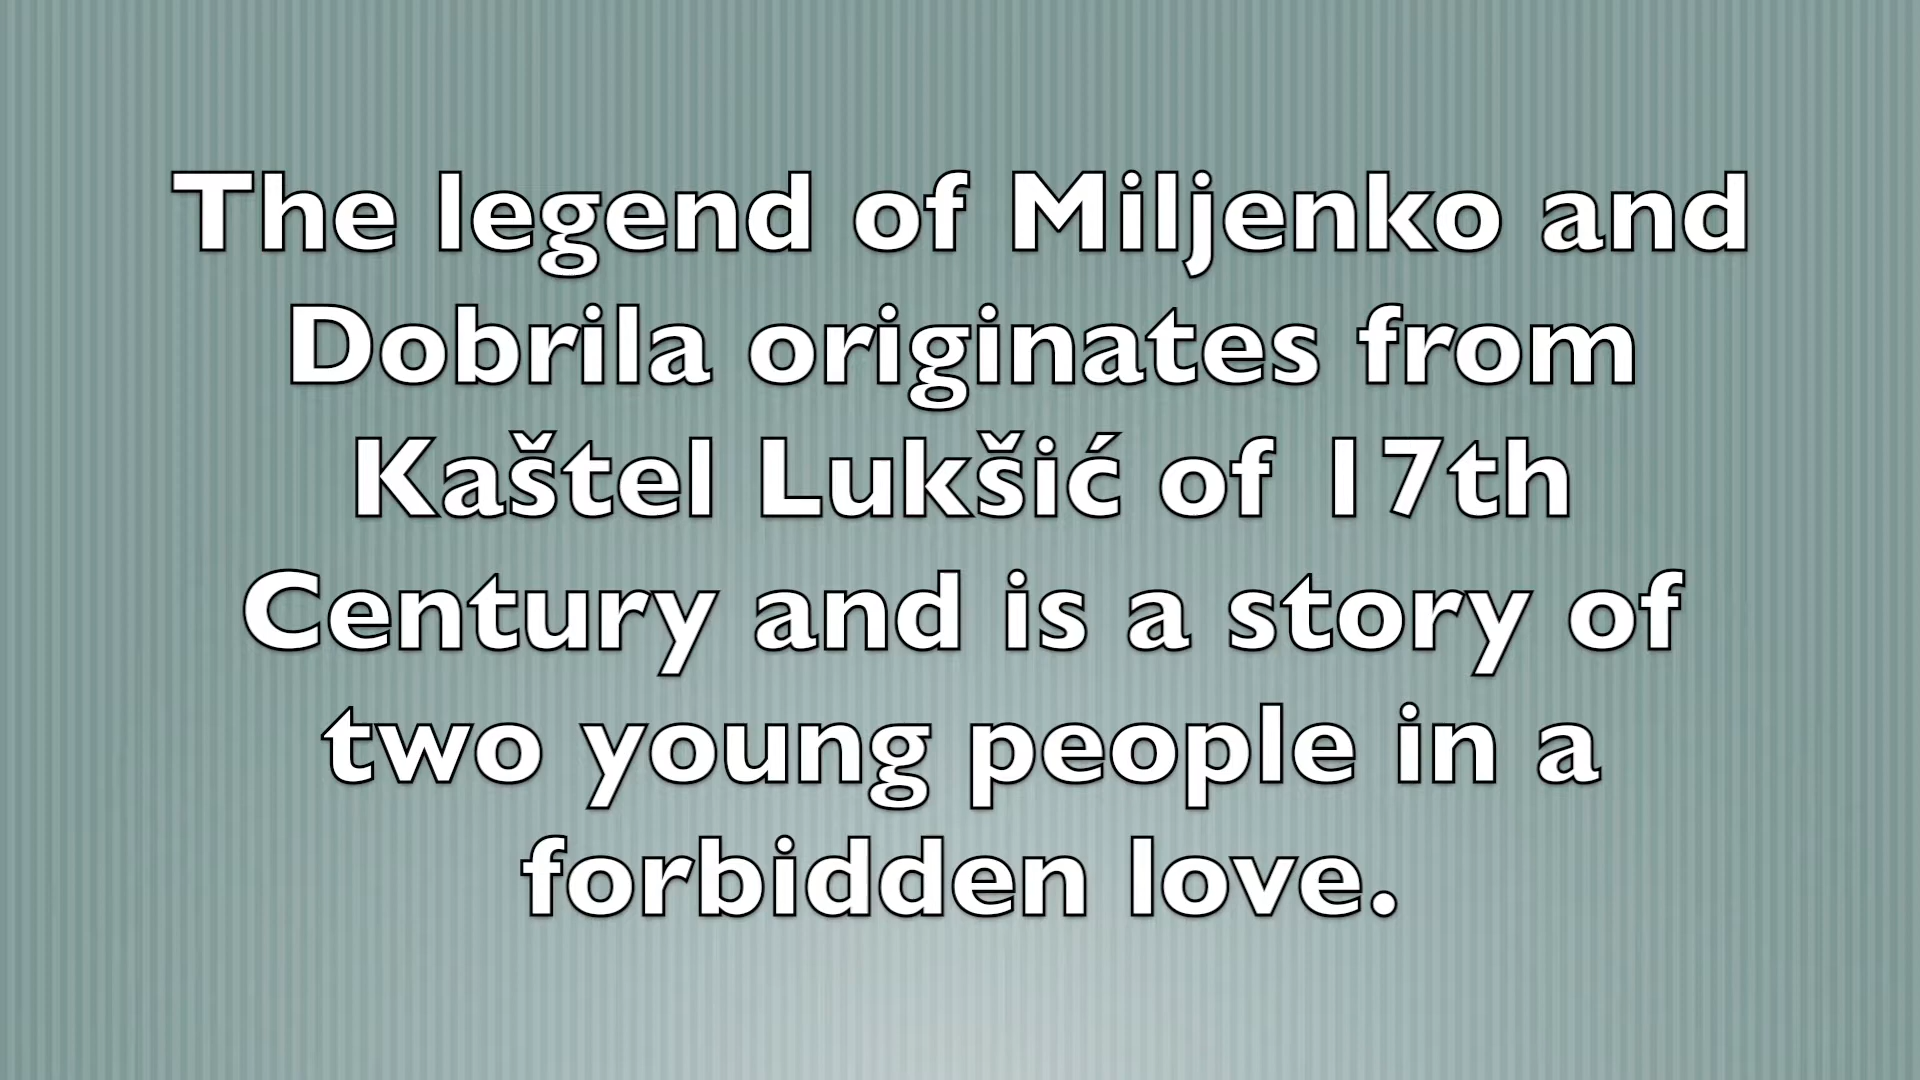 The legend of Miljenko and
Dobrila originates from
Kaštel Lukšić of 17th
Century and is a story of
two young people in a
forbidden love.